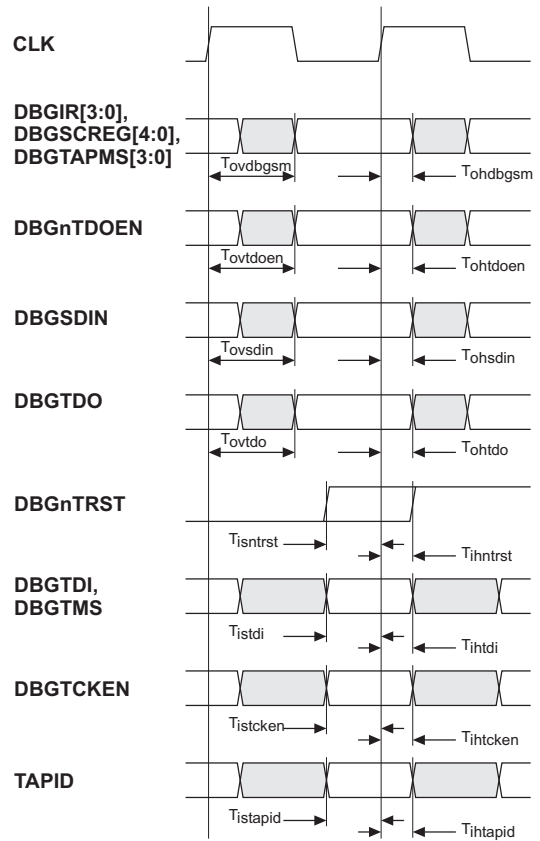 CLK
DBGIR[3:0],
DBGSCREG[4:0],
DBGTAPMS[3:0]
Tovdbgsm
Tohdbgsm
DBGnTDOEN
Tovtdoen
Tohtdoen
DBGSDIN
Tovsdin
Tohsdin
DBGTDO
Tovtdo
Tohtdo
DBGnTRST
Tisntrst
Tihntrst
DBGTDI,
DBGTMS
Tistdi
Tihtdi
DBGTCKEN
Tistcken
Tihtcken
TAPID
Tistapid
Tihtapid